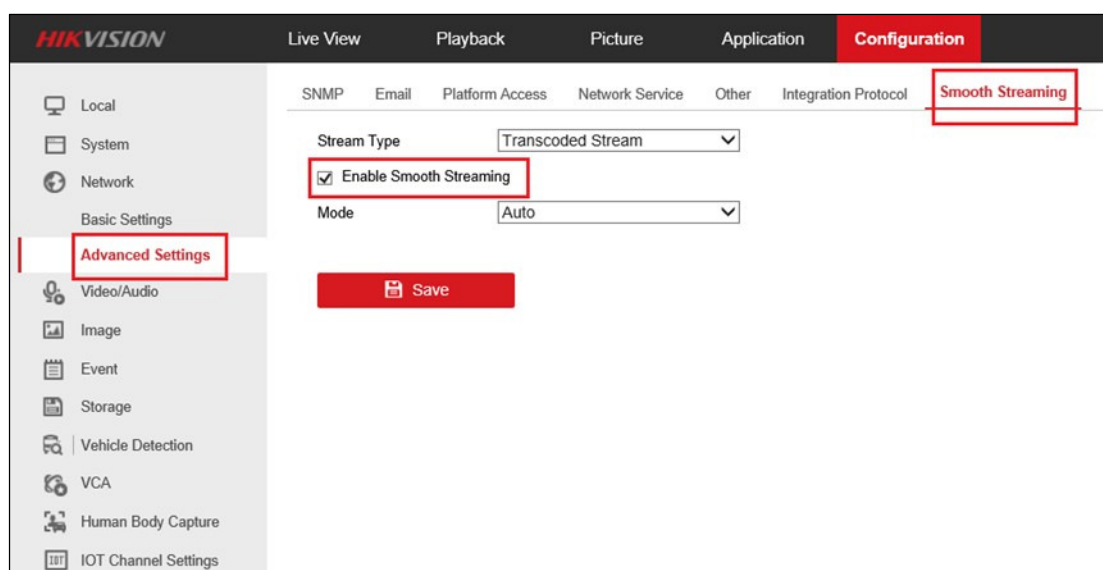 HIKVISION Live View Playback Picture Application Configuration
SNMP Email Platform Access Network Service Other Integration Protocol Smooth Streaming
Local
System
Network
Basic Settings
Advanced Settings
Video/Audio
Image
Event
Storage
Vehicle Detection
VCA
Human Body Capture
IOT IOT Channel Settings
Stream Type Transcoded Stream
Enable Smooth Streaming
Mode Auto
Save